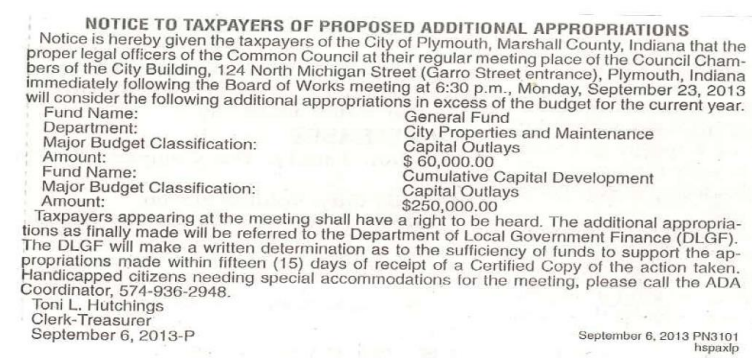 NOTICE TO TAXPAYERS OF PROPOSED ADDITIONAL APPROPRIATIONS
Notice is hereby given the taxpayers of the City of Plymouth, Marshall County, Indiana that the
proper legal officers of the Common Council at their regular meeting place of the Council Cham-
bers of the City Building, 124 North Michigan Street (Garro Street entrance), Plymouth, Indiana
immediately following the Board of Works meeting at 6:30 p.m., Monday, September 23, 2013
will consider the following additional appropriations in excess of the budget for the current year.
Fund Name: General Fund
Department: City Properties and Maintenance
Major Budget Classification: Capital Outlays
Amount: $ 60,000.00
Fund Name: Cumulative Capital Development
Major Budget Classification: Capital Outlays
Amount: $250,000.00
Taxpayers appearing at the meeting shall have a right to be heard. The additional appropria-
tions as finally made will be referred to the Department of Local Government Finance (DLGF).
The DLGF will make a written determination as to the sufficiency of funds to support the ap-
propriations made within fifteen (15) days of receipt of a Certified Copy of the action taken.
Handicapped citizens needing special accommodations for the meeting, please call the ADA
Coordinator, 574-936-2948.
Toni L. Hutchings
Clerk-Treasurer
September 6, 2013-P
September 6, 2013 PN3101
hspaxlp